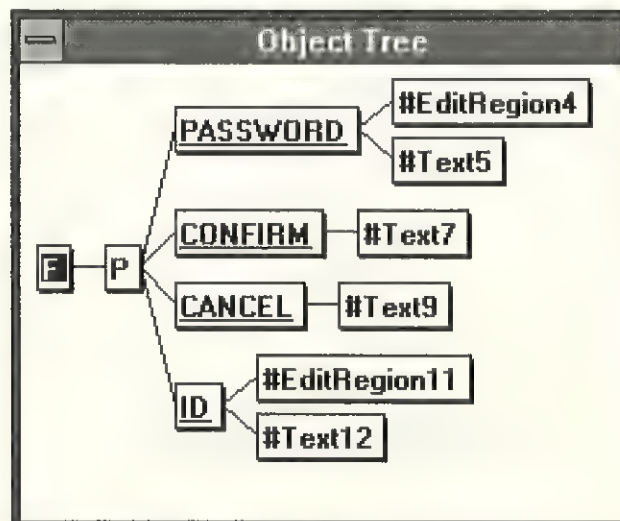 Object Tree
#EditRegion4
PASSWORD
#Text5
CONFIRM
#Text7
F
P
CANCEL
#Text9
#EditRegion11
ID
#Text12